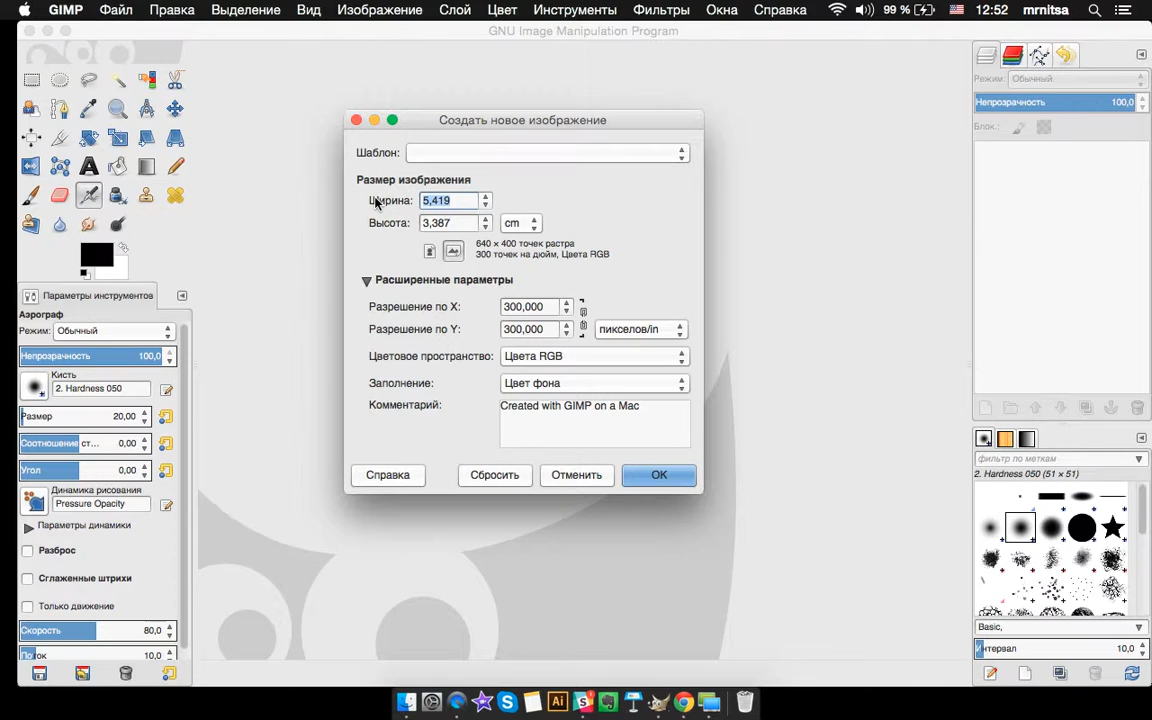 GIMP Файл Правка Выделение Вид Изображение Слой Цвет Инструменты Фильтры Окна Справка 99 % 12:52 mrnitsa
GNU Image Manipulation Program
Создать новое изображение
Шаблон:
Размер изображения
Ширина: 5,419
Высота: 3,387 cm
640 × 400 точек растра
300 точек на дюйм, Цвета RGB
Расширенные параметры
Разрешение по X: 300,000
Разрешение по Y: 300,000 пикселов/in
Цветовое пространство: Цвета RGB
Заполнение: Цвет фона
Комментарий: Created with GIMP on a Mac
Справка Сбросить Отменить OK
Параметры инструментов
Аэрограф
Режим: Обычный
Непрозрачность 100,0
Кисть
2. Hardness 050
Размер 20,00
Соотношение ст... 0,00
Угол 0,00
Динамика рисования
Pressure Opacity
Параметры динамики
Разброс
Сглаженные штрихи
Только движение
Скорость 80,0
Поток 10,0
Режим: Обычный
Непрозрачность 100,0
Блок.:
фильтр по меткам
2. Hardness 050 (51 × 51)
Basic,
Интервал 10,0
Ai